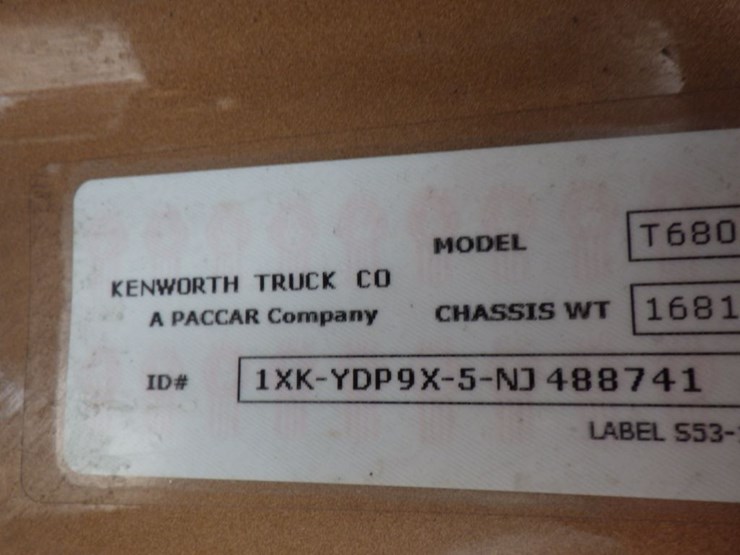 MODEL T680
KENWORTH TRUCK CO
A PACCAR Company
CHASSIS WT 1681
ID# 1XK-YDP9X-5-NJ488741
LABEL S53-